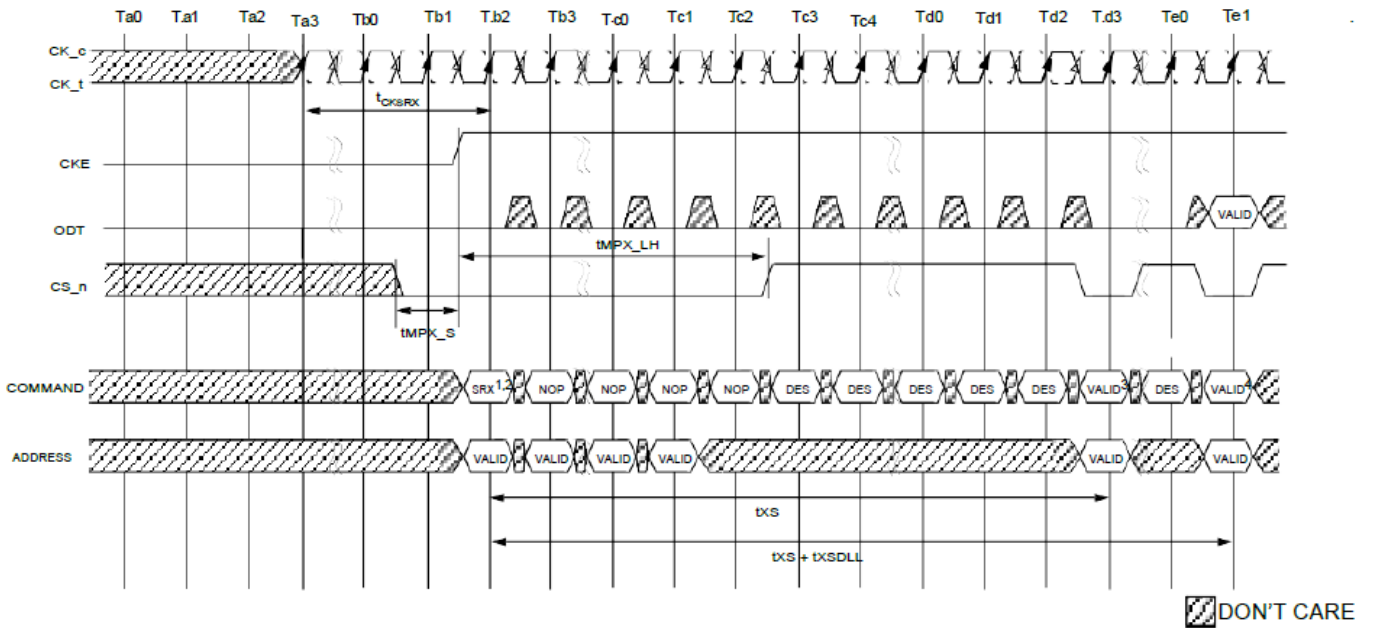 Ta0 T.a1 Ta2 Ta3 Tb0 Tb1 T.b2 Tb3 T-c0 Tc1 Tc2 Tc3 Tc4 Td0 Td1 Td2 T.d3 Te0 Te1 .
CK_c
CK_t
tCKSRX
CKE
ODT VALID
tMPX_LH
CS_n
tMPX_S
COMMAND SRX1,2 NOP NOP NOP NOP DES DES DES DES DES VALID3 DES VALID4
ADDRESS VALID VALID VALID VALID VALID VALID
tXS
tXS + tXSDLL
DON'T CARE